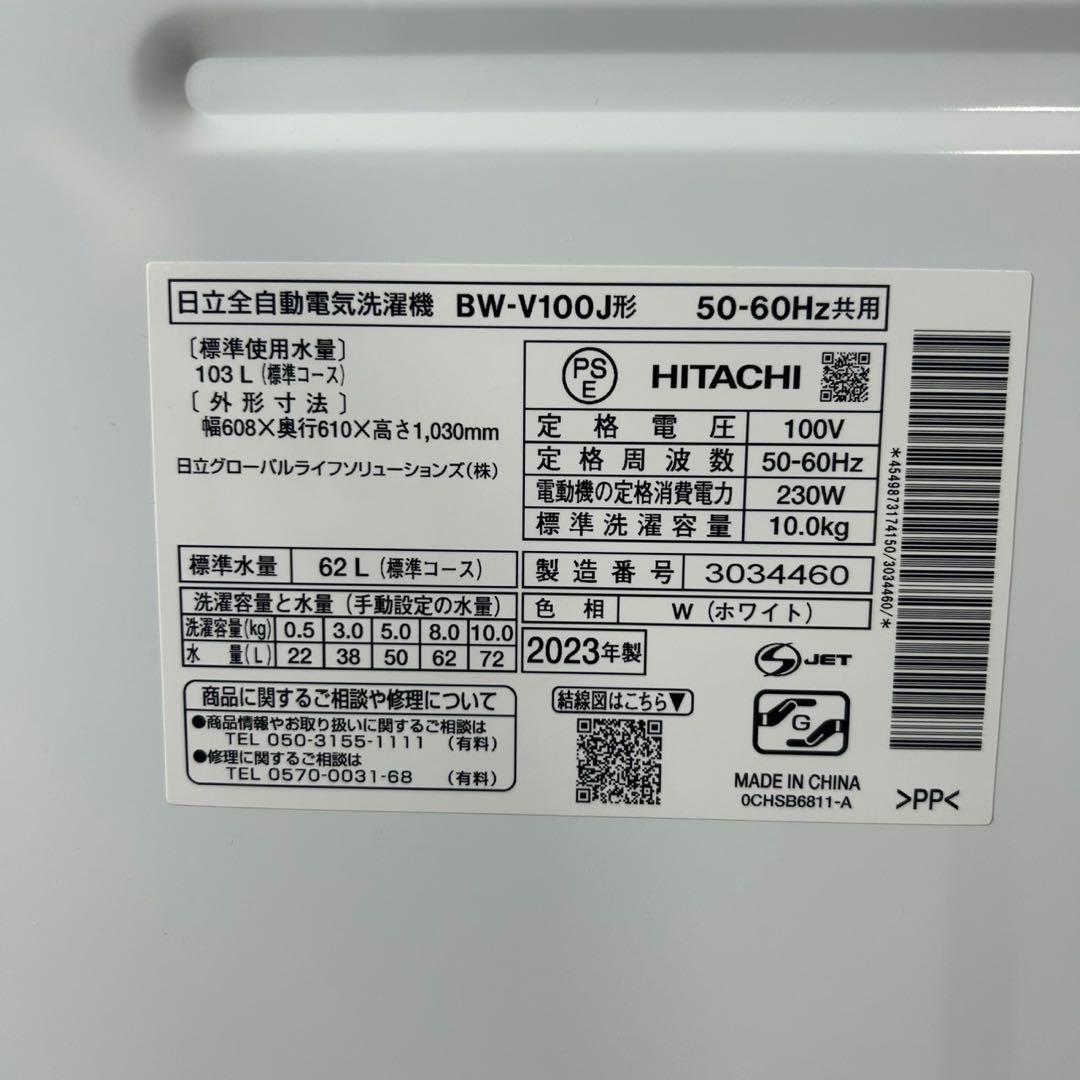 日立全自動電気洗濯機 BW-V100J形 50-60Hz共用
〔標準使用水量〕
103 L (標準コース)
〔外形寸法〕
幅608×奥行610×高さ1,030mm
日立グローバルライフソリューションズ(株)
PS
E
HITACHI
定格電圧 100V
定格周波数 50-60Hz
電動機の定格消費電力 230W
標準洗濯容量 10.0kg
標準水量 62 L (標準コース)
洗濯容量と水量 (手動設定の水量)
洗濯容量(kg) 0.5 3.0 5.0 8.0 10.0
水量(L) 22 38 50 62 72
製造番号 3034460
色相 W (ホワイト)
2023年製
S JET
商品に関するご相談や修理について
●商品情報やお取り扱いに関するご相談は
TEL 050-3155-1111 (有料)
●修理に関するご相談は
TEL 0570-0031-68 (有料)
結線図はこちら▼
G
MADE IN CHINA
0CHSB6811-A
>PP<
*4549873174150/3034460/*